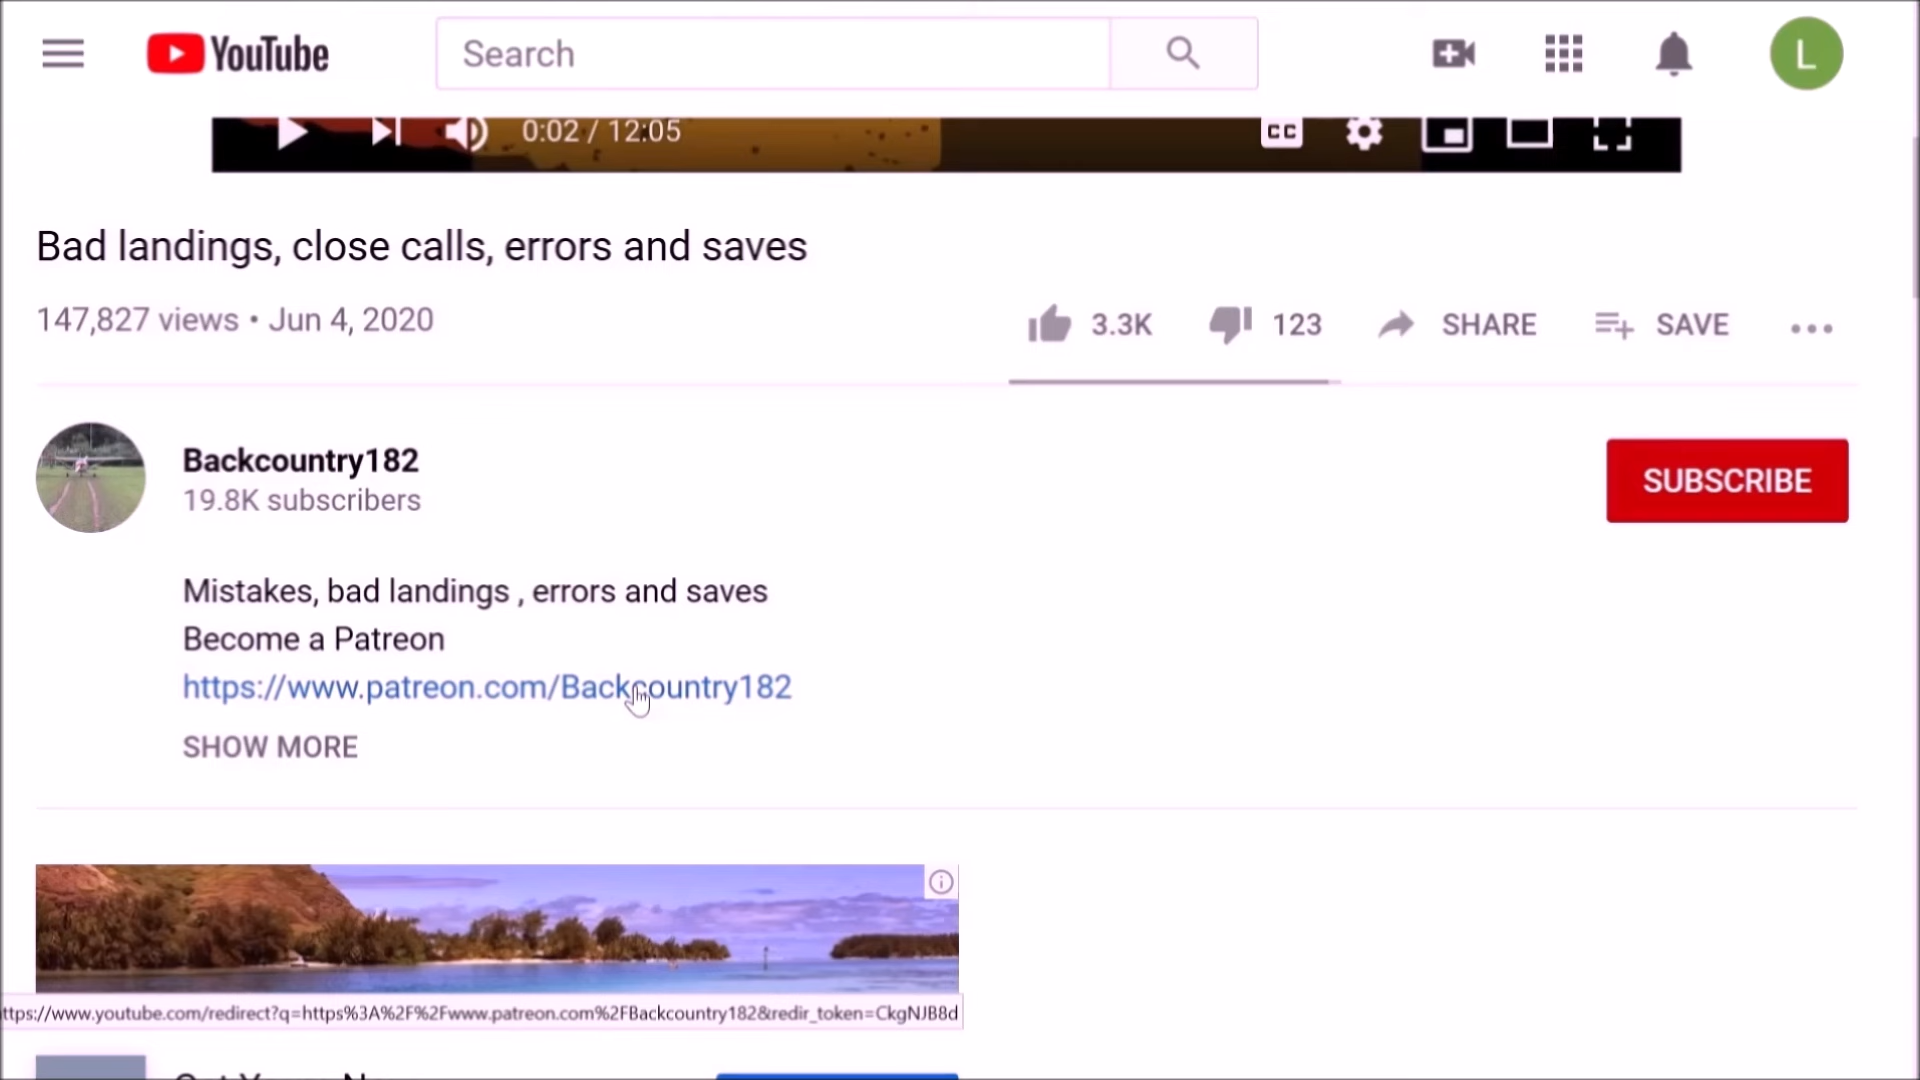 YouTube
Search
L
0:02 / 12:05
CC
Bad landings, close calls, errors and saves
147,827 views • Jun 4, 2020
3.3K
123
SHARE
SAVE
Backcountry182
19.8K subscribers
SUBSCRIBE
Mistakes, bad landings , errors and saves
Become a Patreon
https://www.patreon.com/Backcountry182
SHOW MORE
ttps://www.youtube.com/redirect?q=https%3A%2F%2Fwww.patreon.com%2FBackcountry182&redir_token=CkgNJB8d